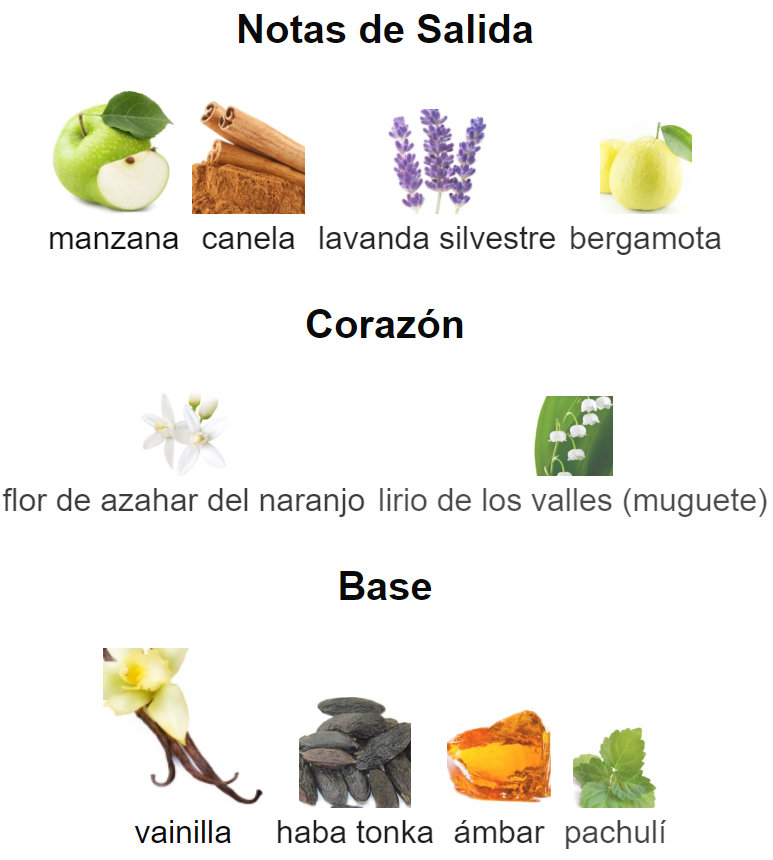 Notas de Salida
manzana canela lavanda silvestre bergamota
Corazón
flor de azahar del naranjo lirio de los valles (muguete)
Base
vainilla haba tonka ámbar pachulí